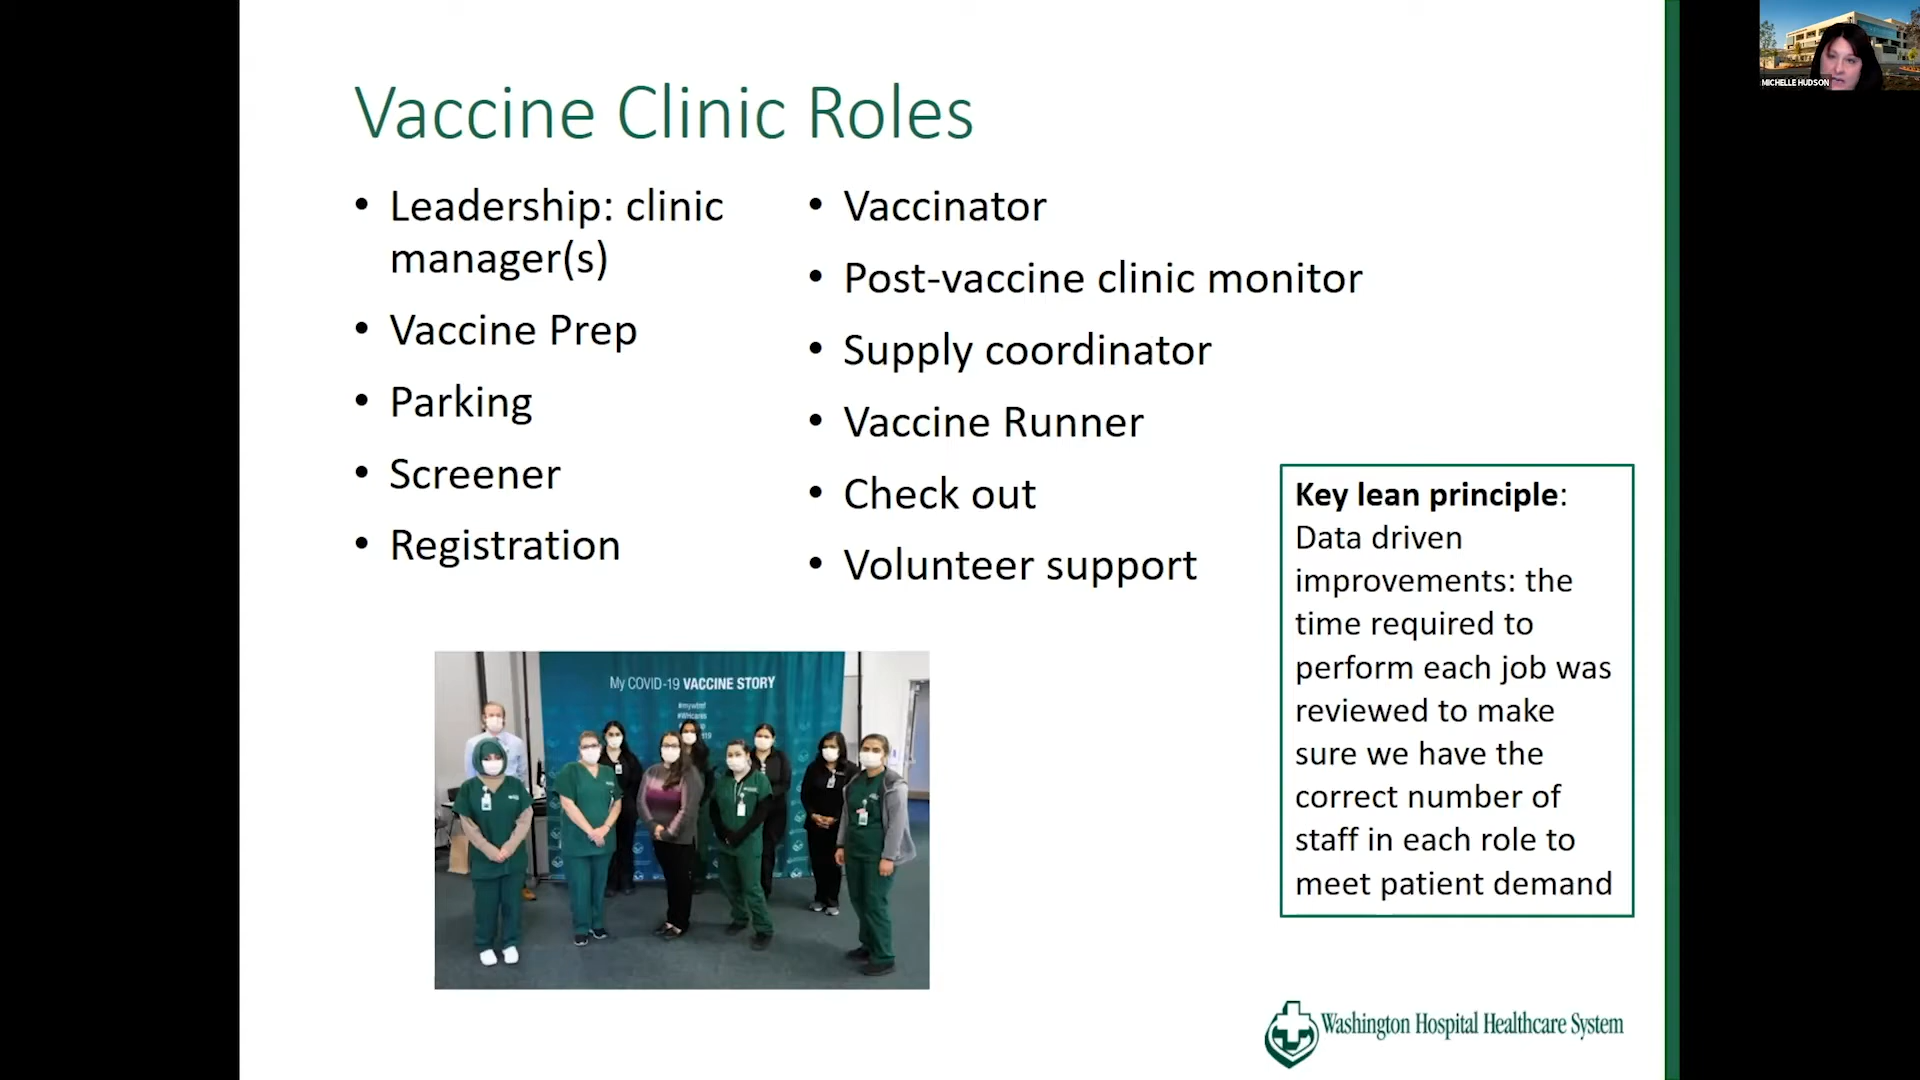 Vaccine Clinic Roles
• Leadership: clinic
manager(s)
• Vaccine Prep
• Parking
• Screener
• Registration
• Vaccinator
• Post-vaccine clinic monitor
• Supply coordinator
• Vaccine Runner
• Check out
• Volunteer support
Key lean principle:
Data driven
improvements: the
time required to
perform each job was
reviewed to make
sure we have the
correct number of
staff in each role to
meet patient demand
My COVID-19 VACCINE STORY
Washington Hospital Healthcare System
MICHELLE HUDSON